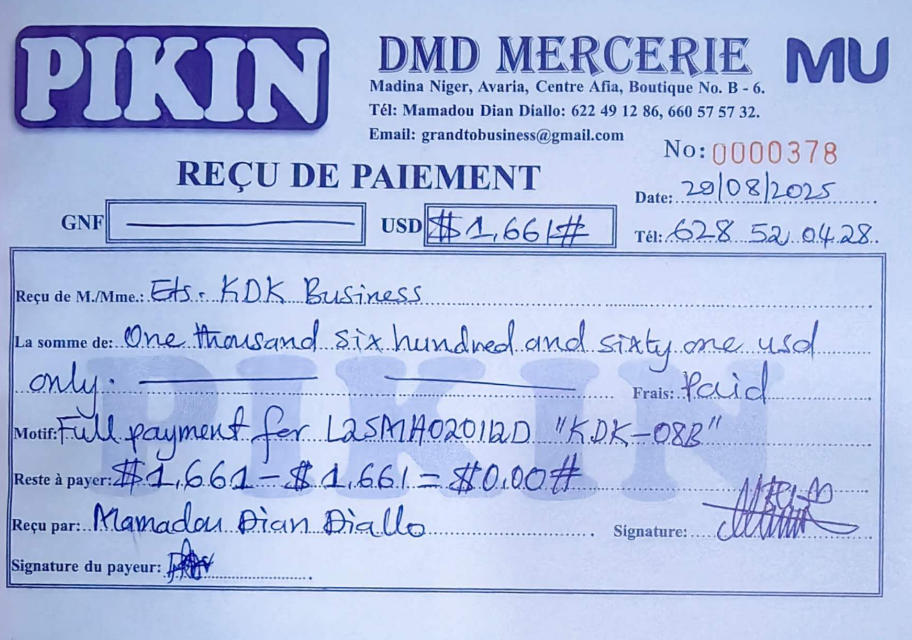 PIKIN
DMD MERCERIE
MU
Madina Niger, Avaria, Centre Afia, Boutique No. B - 6.
Tél: Mamadou Dian Diallo: 622 49 12 86, 660 57 57 32.
Email: grandtobusiness@gmail.com
No: 0000378
REÇU DE PAIEMENT
Date: 29/08/2025
GNF
USD $1,661#
Tél: 628 52 04 28.
Reçu de M./Mme.: Ets. KDK Business
La somme de: One thousand six hundred and sixty one usd
only. Frais: Paid
Motif: Full payment for "KDK-08B"
Reste à payer: $1,661 - $1,661 = $0.00#
Reçu par: Mamadou Dian Diallo Signature:
Signature du payeur:
PIKIN